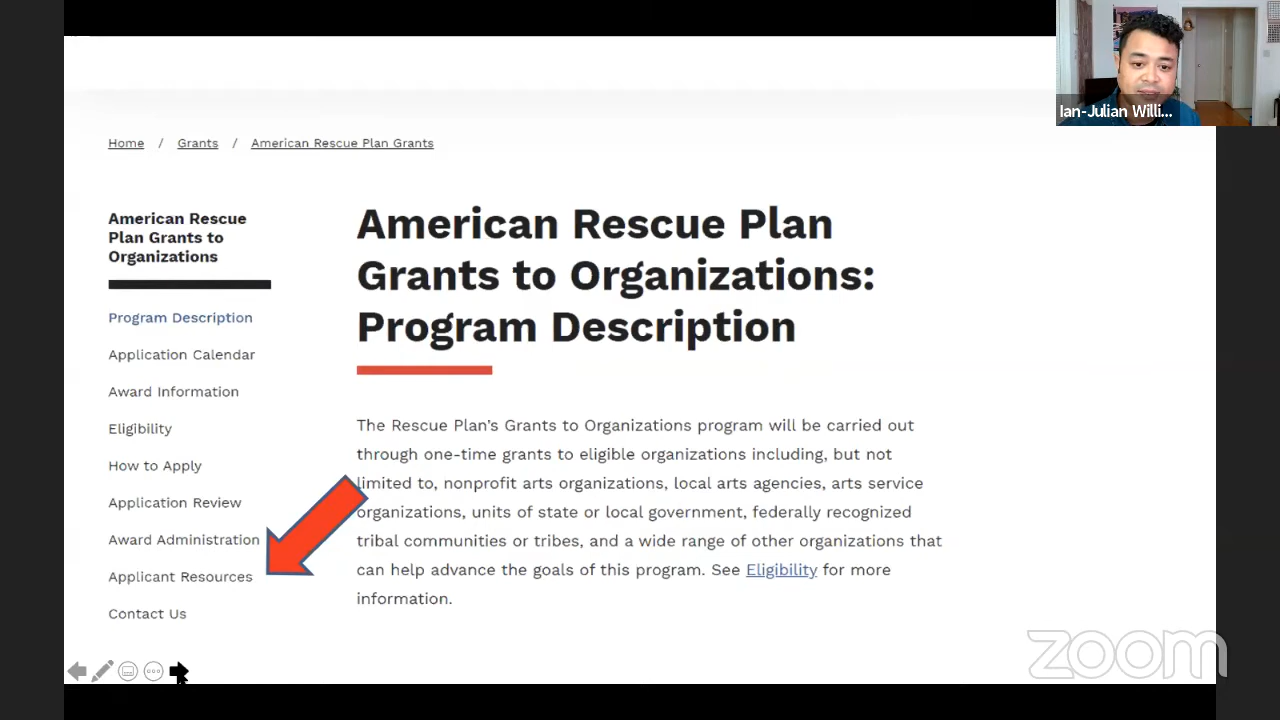 Ian-Julian Willi...
Home / Grants / American Rescue Plan Grants
American Rescue
Plan Grants to
Organizations
Program Description
Application Calendar
Award Information
Eligibility
How to Apply
Application Review
Award Administration
Applicant Resources
Contact Us
American Rescue Plan
Grants to Organizations:
Program Description
The Rescue Plan’s Grants to Organizations program will be carried out
through one-time grants to eligible organizations including, but not
limited to, nonprofit arts organizations, local arts agencies, arts service
organizations, units of state or local government, federally recognized
tribal communities or tribes, and a wide range of other organizations that
can help advance the goals of this program. See Eligibility for more
information.
zoom